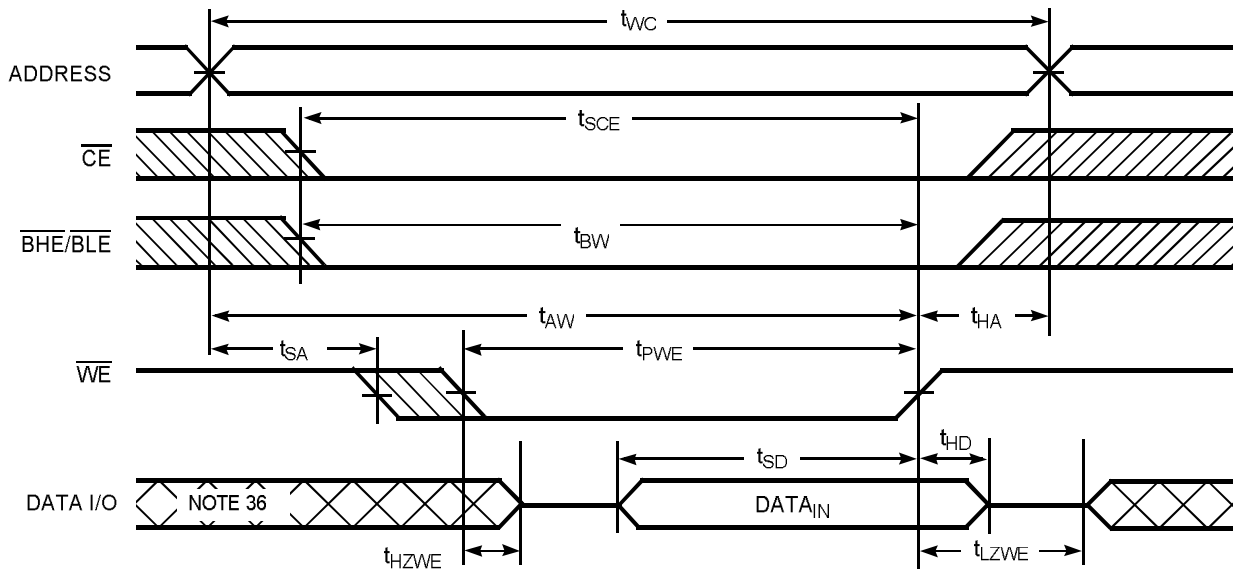 tWC
ADDRESS
tSCE
CE
BHE/BLE
tBW
tAW
tHA
tSA
tPWE
WE
tHD
tSD
DATA I/O
NOTE 36
DATAIN
tHZWE
tLZWE